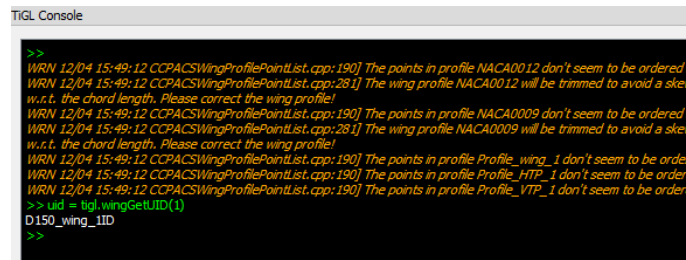 TiGL Console
>>
WRN 12/04 15:49:12 CCPACSWingProfilePointList.cpp:190] The points in profile NACA0012 don't seem to be ordered
WRN 12/04 15:49:12 CCPACSWingProfilePointList.cpp:281] The wing profile NACA0012 will be trimmed to avoid a ske
w.r.t. the chord length. Please correct the wing profile!
WRN 12/04 15:49:12 CCPACSWingProfilePointList.cpp:190] The points in profile NACA0009 don't seem to be ordered
WRN 12/04 15:49:12 CCPACSWingProfilePointList.cpp:281] The wing profile NACA0009 will be trimmed to avoid a ske
w.r.t. the chord length. Please correct the wing profile!
WRN 12/04 15:49:12 CCPACSWingProfilePointList.cpp:190] The points in profile Profile_wing_1 don't seem to be orde
WRN 12/04 15:49:12 CCPACSWingProfilePointList.cpp:190] The points in profile Profile_HTP_1 don't seem to be order
WRN 12/04 15:49:12 CCPACSWingProfilePointList.cpp:190] The points in profile Profile_VTP_1 don't seem to be order
>> uid = tigl.wingGetUID(1)
D150_wing_1ID
>>